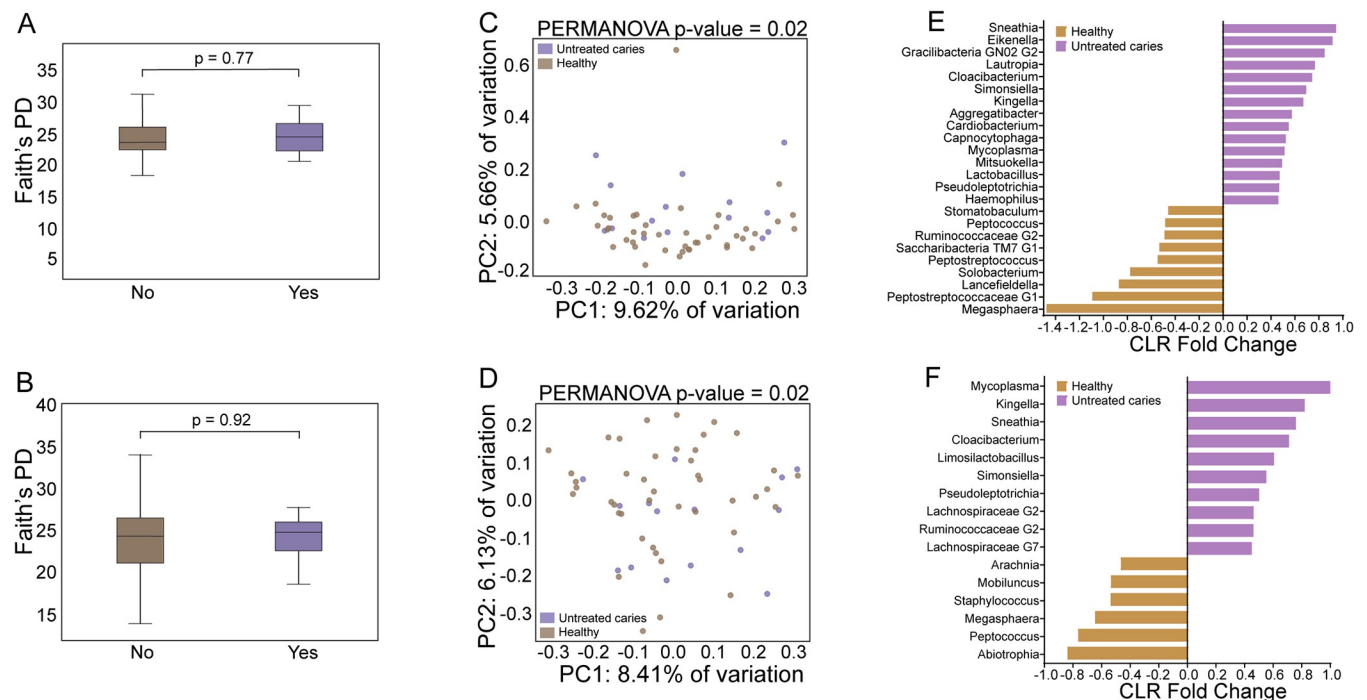 A
Faith's PD
35
30
25
20
15
10
5
p = 0.77
No
Yes
B
Faith's PD
40
35
30
25
20
15
p = 0.92
No
Yes
C
PERMANOVA p-value = 0.02
Untreated caries
Healthy
PC2: 5.66% of variation
0.6
0.4
0.2
0.0
-0.2
-0.3 -0.2 -0.1 0.0 0.1 0.2 0.3
PC1: 9.62% of variation
D
PERMANOVA p-value = 0.02
PC2: 6.13% of variation
0.2
0.1
0.0
-0.1
-0.2
-0.3
Untreated caries
Healthy
-0.3 -0.2 -0.1 0.0 0.1 0.2 0.3
PC1: 8.41% of variation
E
Healthy
Untreated caries
Sneathia
Eikenella
Gracilibacteria GN02 G2
Lautropia
Cloacibacterium
Simonsiella
Kingella
Aggregatibacter
Cardiobacterium
Capnocytophaga
Mycoplasma
Mitsuokella
Lactobacillus
Pseudoleptotrichia
Haemophilus
Stomatobaculum
Peptococcus
Ruminococcaceae G2
Saccharibacteria TM7 G1
Peptostreptococcus
Solobacterium
Lancefieldella
Peptostreptococcaceae G1
Megasphaera
-1.4 -1.2 -1.0 -0.8 -0.6 -0.4 -0.2 0.0 0.2 0.4 0.6 0.8 1.0
CLR Fold Change
F
Healthy
Untreated caries
Mycoplasma
Kingella
Sneathia
Cloacibacterium
Limosilactobacillus
Simonsiella
Pseudoleptotrichia
Lachnospiraceae G2
Ruminococcaceae G2
Lachnospiraceae G7
Arachnia
Mobiluncus
Staphylococcus
Megasphaera
Peptococcus
Abiotrophia
-1.0 -0.8 -0.6 -0.4 -0.2 0.0 0.2 0.4 0.6 0.8 1.0
CLR Fold Change